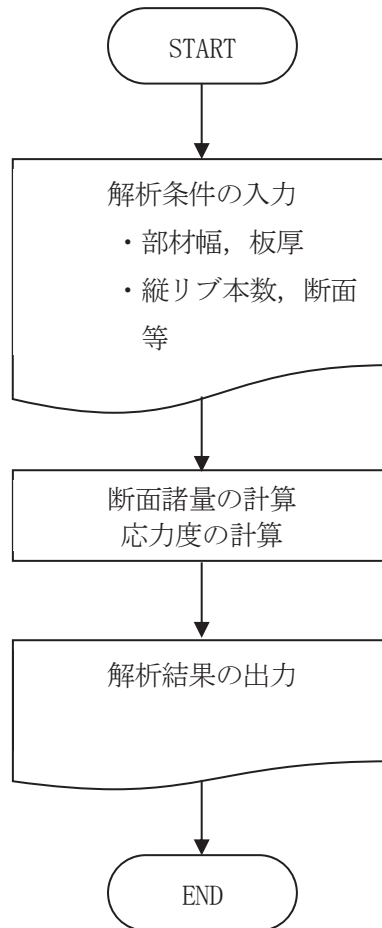 START
解析条件の入力
・部材幅，板厚
・縦リブ本数，断面
等
断面諸量の計算
応力度の計算
解析結果の出力
END